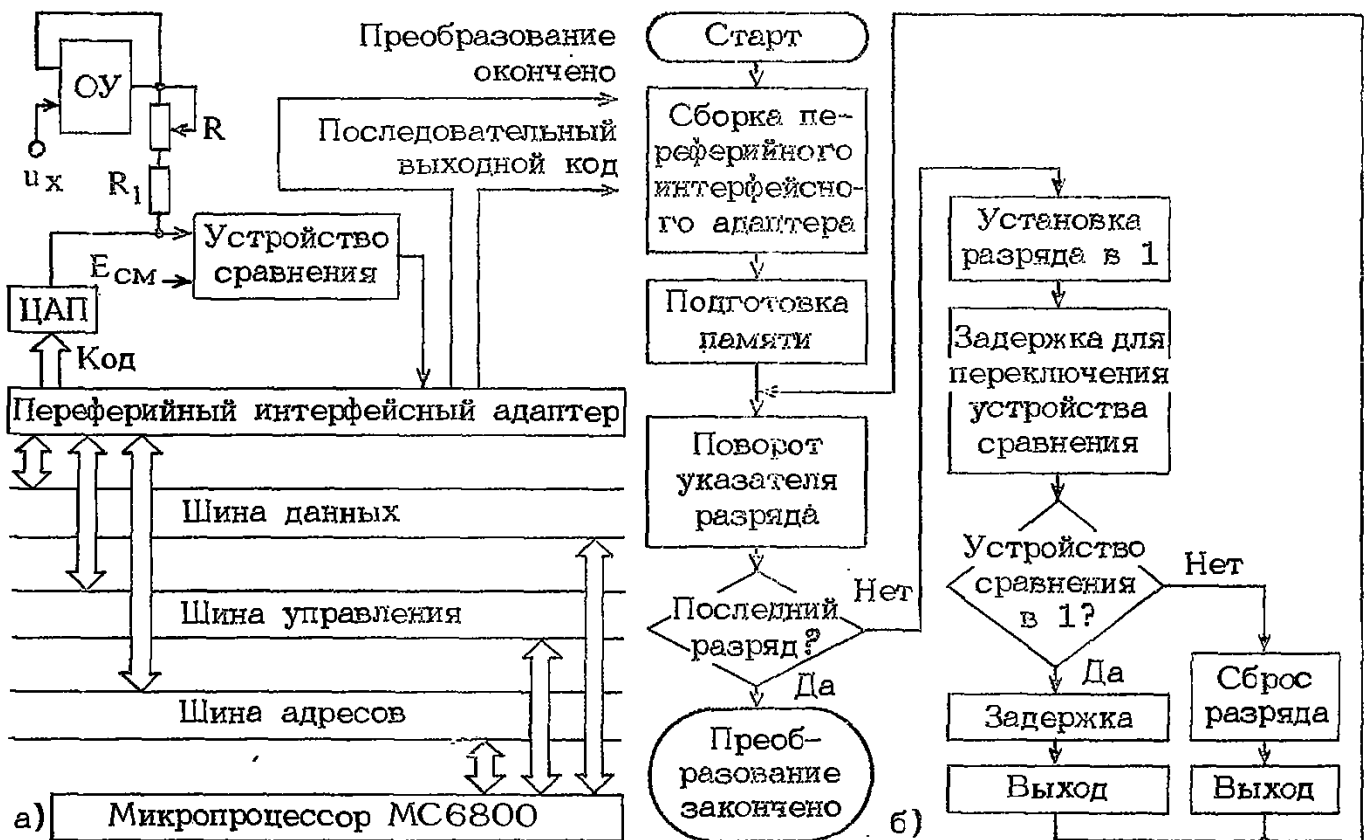 ОУ
R
uх
R1
Преобразование
окончено
Последовательный
выходной код
Eсм
Устройство
сравнения
ЦАП
Код
Переферийный интерфейсный адаптер
Шина данных
Шина управления
Шина адресов
а)
Микропроцессор МС6800
Старт
Сборка пе-
реферийного
интерфейсно-
го адаптера
Подготовка
памяти
Поворот
указателя
разряда
Последний
разряд?
Нет
Да
Преоб-
разование
закончено
Установка
разряда в 1
Задержка для
переключения
устройства
сравнения
Устройство
сравнения
в 1?
Нет
Да
Задержка
Выход
Сброс
разряда
Выход
б)